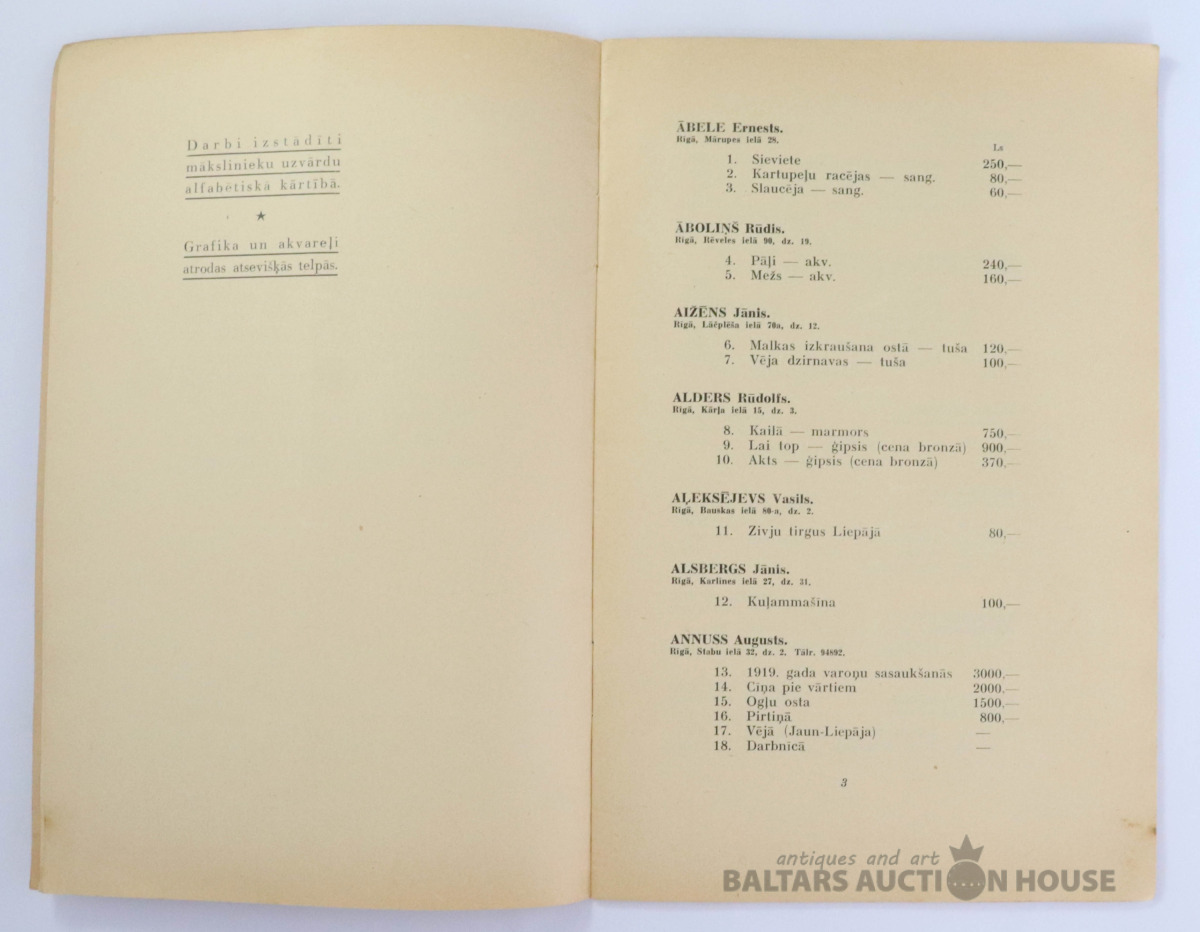 Darbi izstādīti
mākslinieku uzvārdu
alfabētiskā kārtībā.
★
Grafika un akvareļi
atrodas atsevišķās telpās.
ĀBELE Ernests.
Rīgā, Mārupes ielā 28.
Ls
1. Sieviete 250,—
2. Kartupeļu racējas — sang. 80,—
3. Slaucēja — sang. 60,—
ĀBOLIŅŠ Rūdis.
Rīgā, Rēveles ielā 90, dz. 19.
4. Pāļi — akv. 240,—
5. Mežs — akv. 160,—
AIŽĒNS Jānis.
Rīgā, Lāčplēša ielā 70a, dz. 12.
6. Malkas izkraušana ostā — tuša 120,—
7. Vēja dzirnavas — tuša 100,—
ALDERS Rūdolfs.
Rīgā, Kārļa ielā 15, dz. 3.
8. Kailā — marmors 750,—
9. Lai top — ģipsis (cena bronzā) 900,—
10. Akts — ģipsis (cena bronzā) 370,—
AĻEKSĒJEVS Vasils.
Rīgā, Bauskas ielā 80-a, dz. 2.
11. Zivju tirgus Liepājā 80,—
ALSBERGS Jānis.
Rīgā, Karlīnes ielā 27, dz. 31.
12. Kuļammašīna 100,—
ANNUSS Augusts.
Rīgā, Stabu ielā 32, dz. 2. Tālr. 94892.
13. 1919. gada varoņu sasaukšanās 3000,—
14. Cīņa pie vārtiem 2000,—
15. Ogļu osta 1500,—
16. Pirtiņā 800,—
17. Vējā (Jaun-Liepāja) —
18. Darbnīcā —
3
antiques and art
BALTARS AUCTION HOUSE